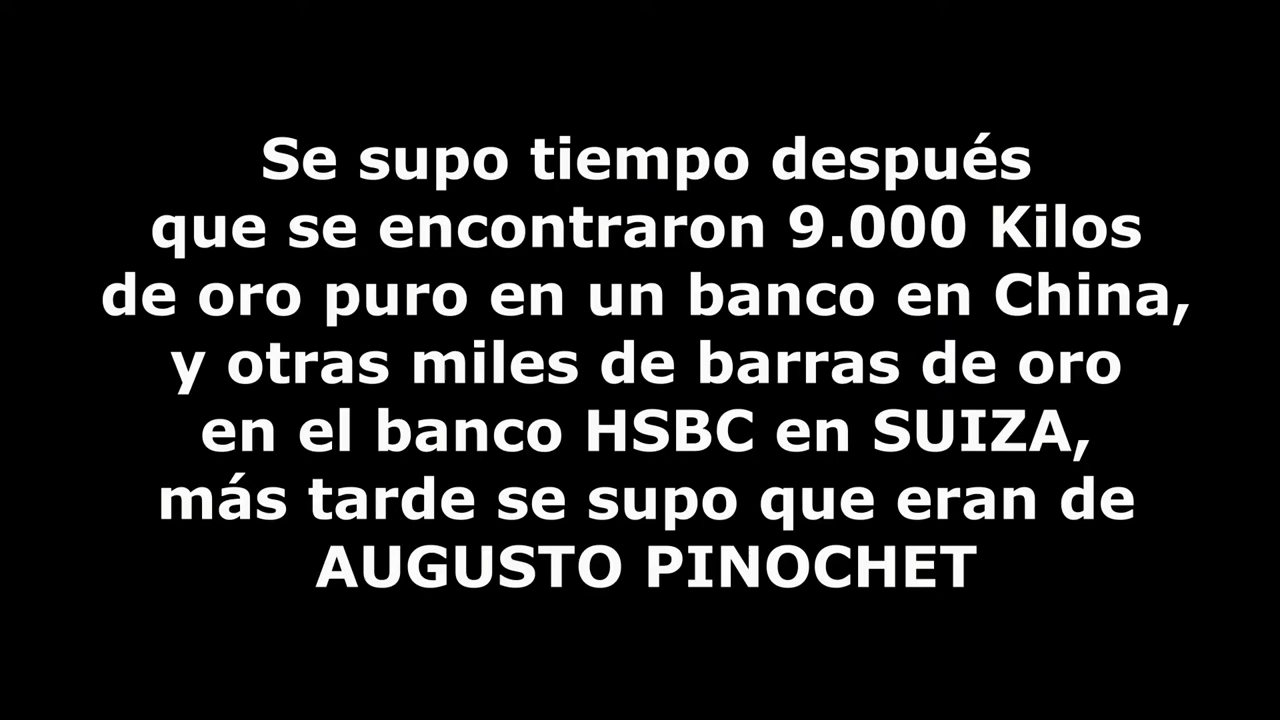 Se supo tiempo después
que se encontraron 9.000 Kilos
de oro puro en un banco en China,
y otras miles de barras de oro
en el banco HSBC en SUIZA,
más tarde se supo que eran de
AUGUSTO PINOCHET